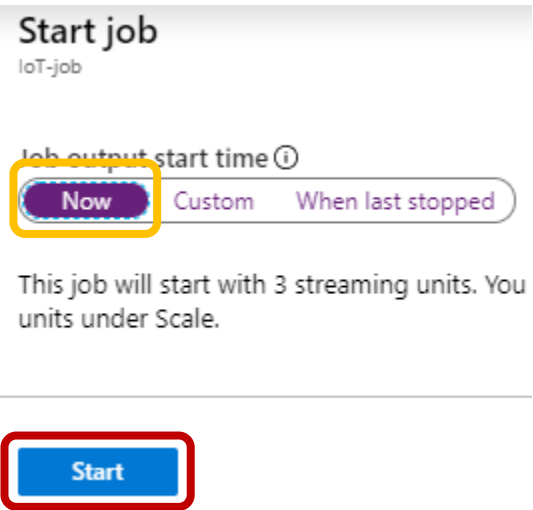 Start job
IoT-job
Job output start time
Now Custom When last stopped
This job will start with 3 streaming units. You
units under Scale.
Start